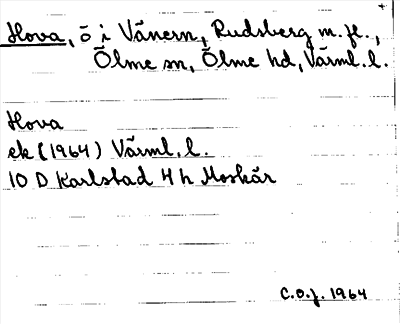 Hova, ö i Vänern, Rudsberg m.fl.,
Ölme sn, Ölme hd, Värml. l.
Hova
ek (1964) Värml. l.
10 D Karlstad 4 h Moskär
C.O.J. 1964